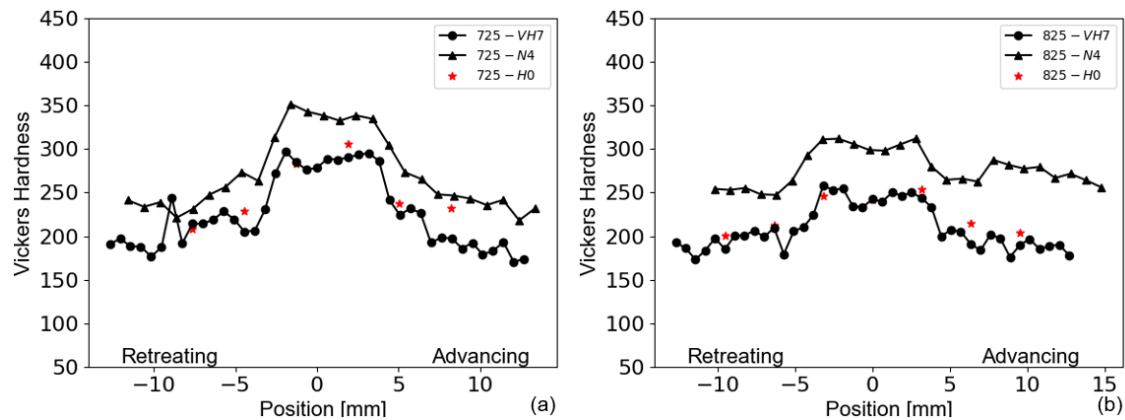 450
400
350
300
250
200
150
100
50
Vickers Hardness
725-VH7
725-N4
725-H0
Retreating
Advancing
−10
−5
0
5
10
Position [mm]
(a)
450
400
350
300
250
200
150
100
50
Vickers Hardness
825-VH7
825-N4
825-H0
Retreating
Advancing
−10
−5
0
5
10
15
Position [mm]
(b)